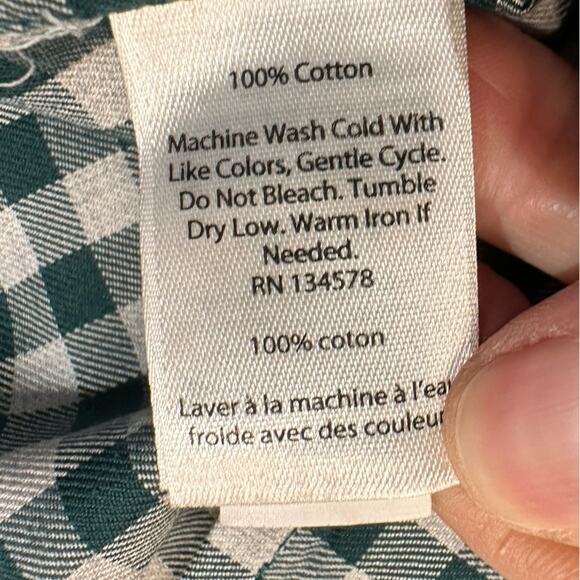 100% Cotton
Machine Wash Cold With
Like Colors, Gentle Cycle.
Do Not Bleach. Tumble
Dry Low. Warm Iron If
Needed.
RN 134578
100% coton
Laver à la machine à l'ea
froide avec des couleur